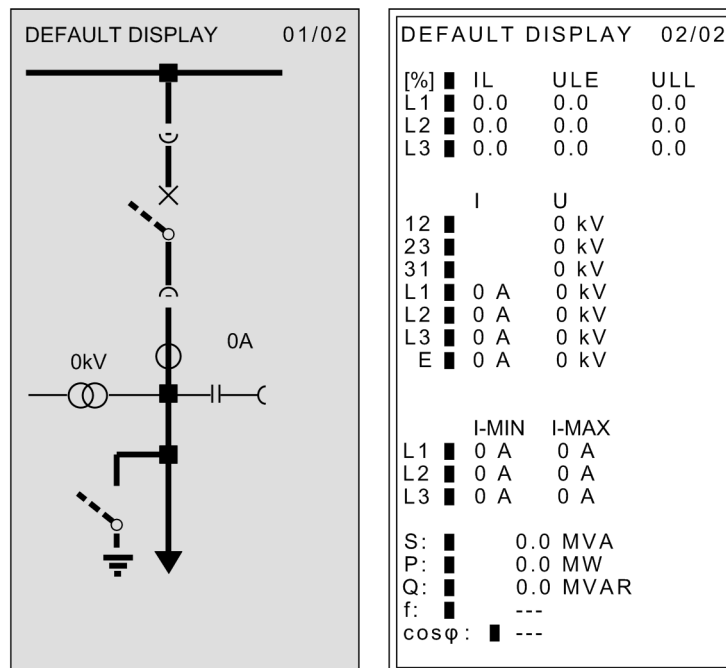 DEFAULT DISPLAY 01/02
0A
0kV
DEFAULT DISPLAY 02/02
[%] IL ULE ULL
L1 0.0 0.0 0.0
L2 0.0 0.0 0.0
L3 0.0 0.0 0.0
I U
12 0 kV
23 0 kV
31 0 kV
L1 0 A 0 kV
L2 0 A 0 kV
L3 0 A 0 kV
E 0 A 0 kV
I-MIN I-MAX
L1 0 A 0 A
L2 0 A 0 A
L3 0 A 0 A
S: 0.0 MVA
P: 0.0 MW
Q: 0.0 MVAR
f: ---
cosφ: ---